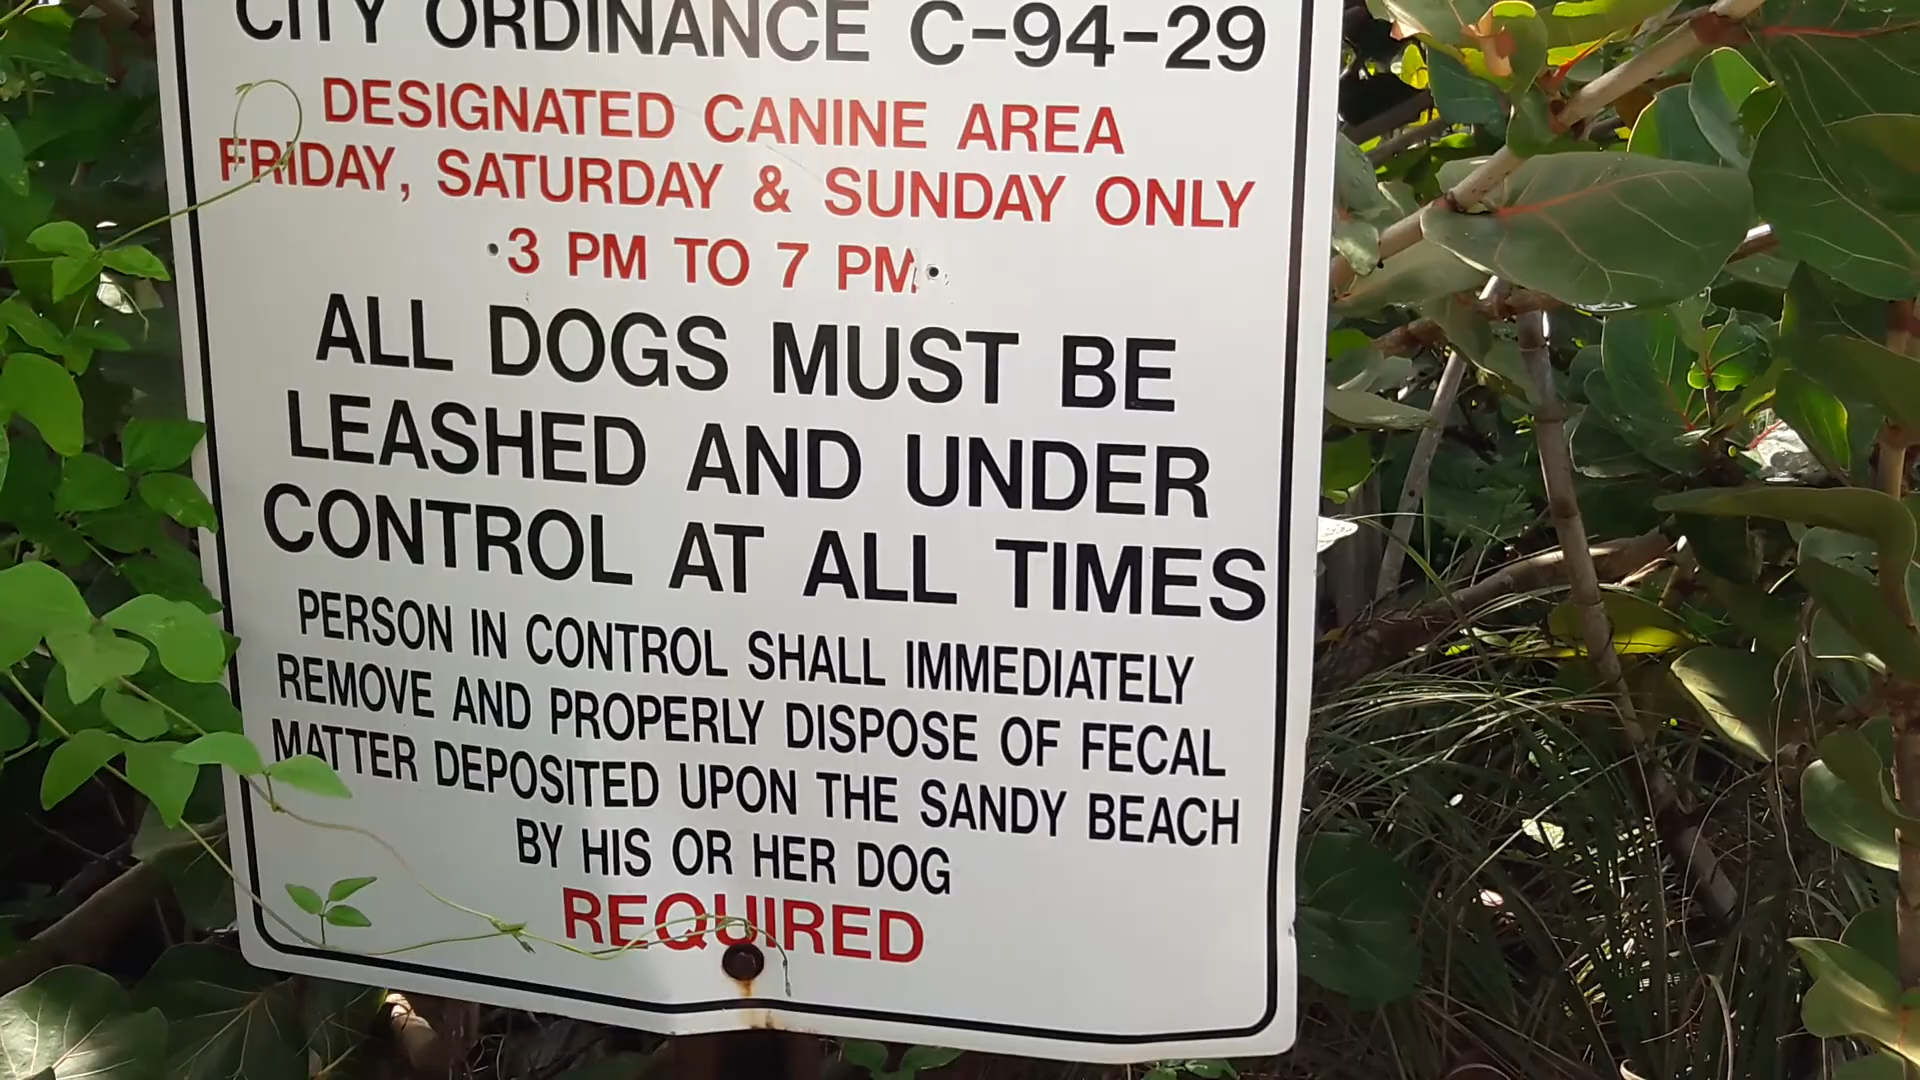 CITY ORDINANCE C-94-29
DESIGNATED CANINE AREA
FRIDAY, SATURDAY & SUNDAY ONLY
3 PM TO 7 PM
ALL DOGS MUST BE
LEASHED AND UNDER
CONTROL AT ALL TIMES
PERSON IN CONTROL SHALL IMMEDIATELY
REMOVE AND PROPERLY DISPOSE OF FECAL
MATTER DEPOSITED UPON THE SANDY BEACH
BY HIS OR HER DOG
REQUIRED